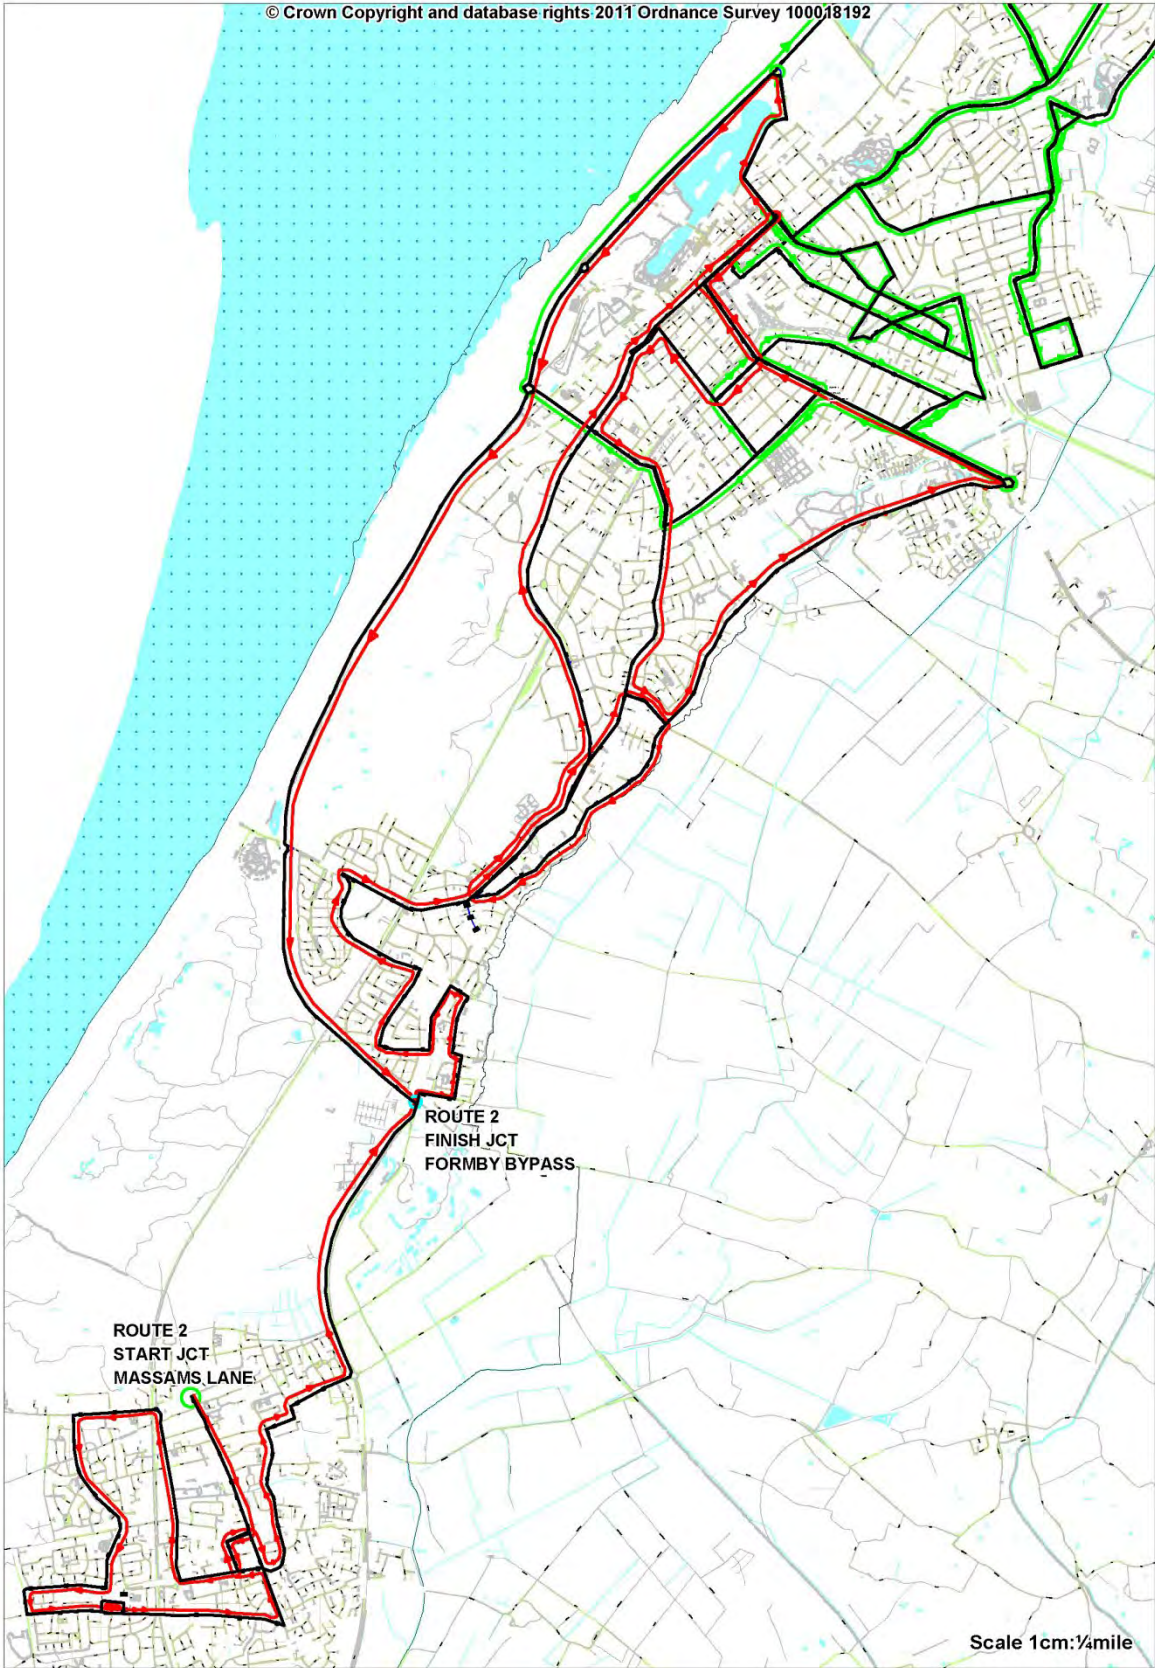 © Crown Copyright and database rights 2011 Ordnance Survey 100018192
ROUTE 2
FINISH JCT
FORMBY BYPASS
ROUTE 2
START JCT
MASSAMS LANE
Scale 1cm:¼mile